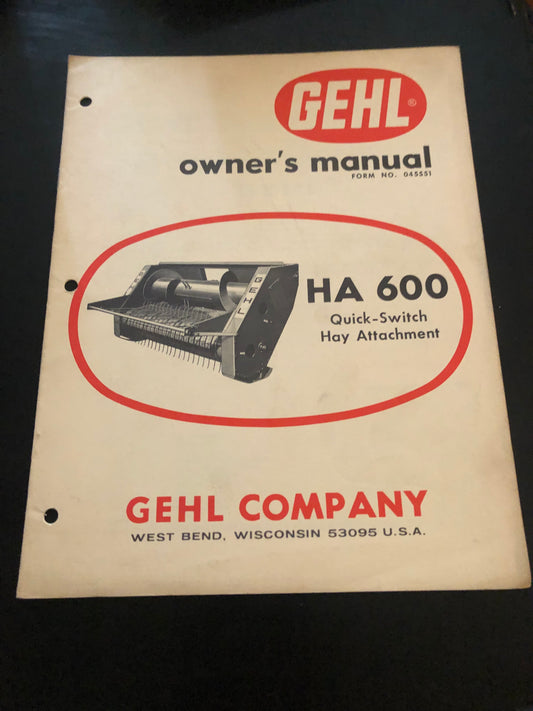 GEHL®
owner's manual
FORM NO. 045551
GEHL
HA 600
Quick-Switch
Hay Attachment
GEHL COMPANY
WEST BEND, WISCONSIN 53095 U.S.A.